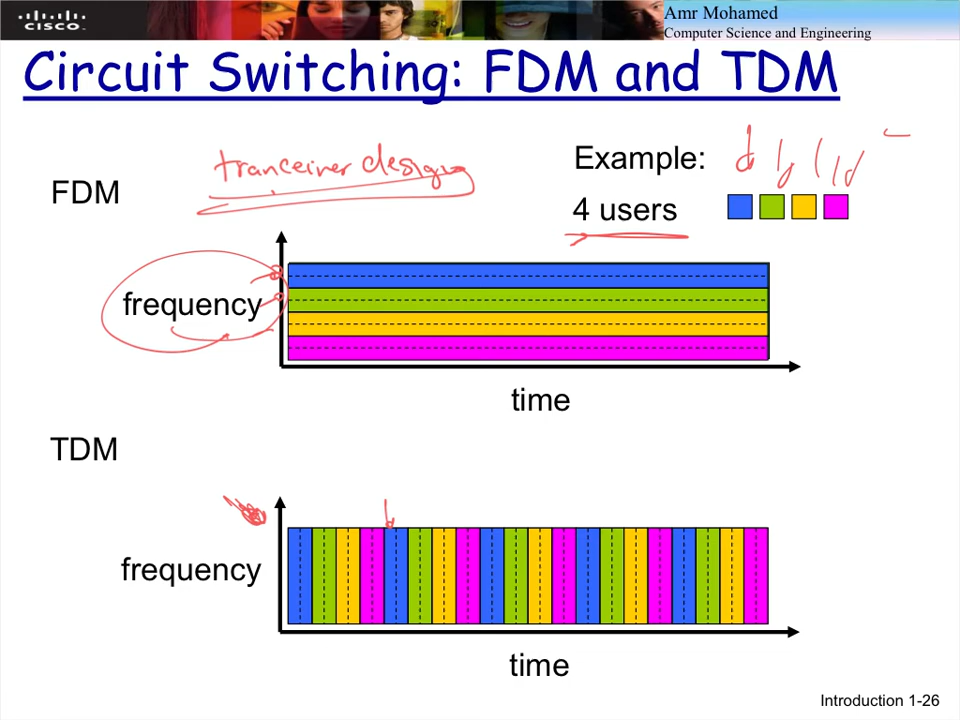 CISCO
Amr Mohamed
Computer Science and Engineering
Circuit Switching: FDM and TDM
tranceiver design
Example:
FDM
4 users
frequency
time
TDM
frequency
time
Introduction 1-26